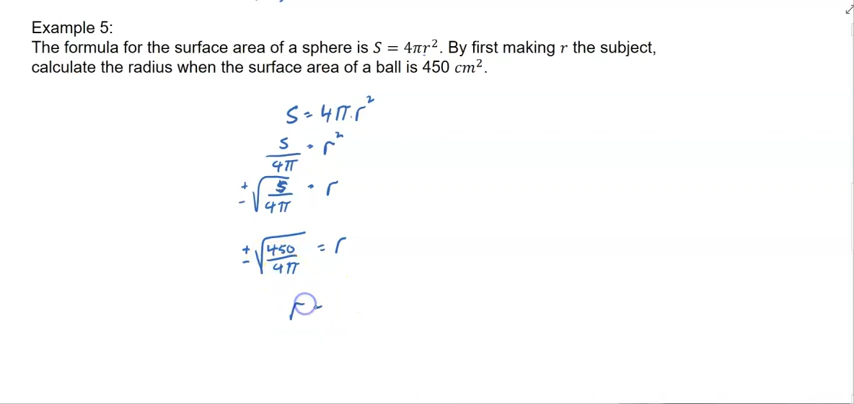 Example 5:
The formula for the surface area of a sphere is S = 4πr². By first making r the subject,
calculate the radius when the surface area of a ball is 450 cm².
S = 4π.r²
S/4π = r²
±√(S/4π) = r
±√(450/4π) = r
r